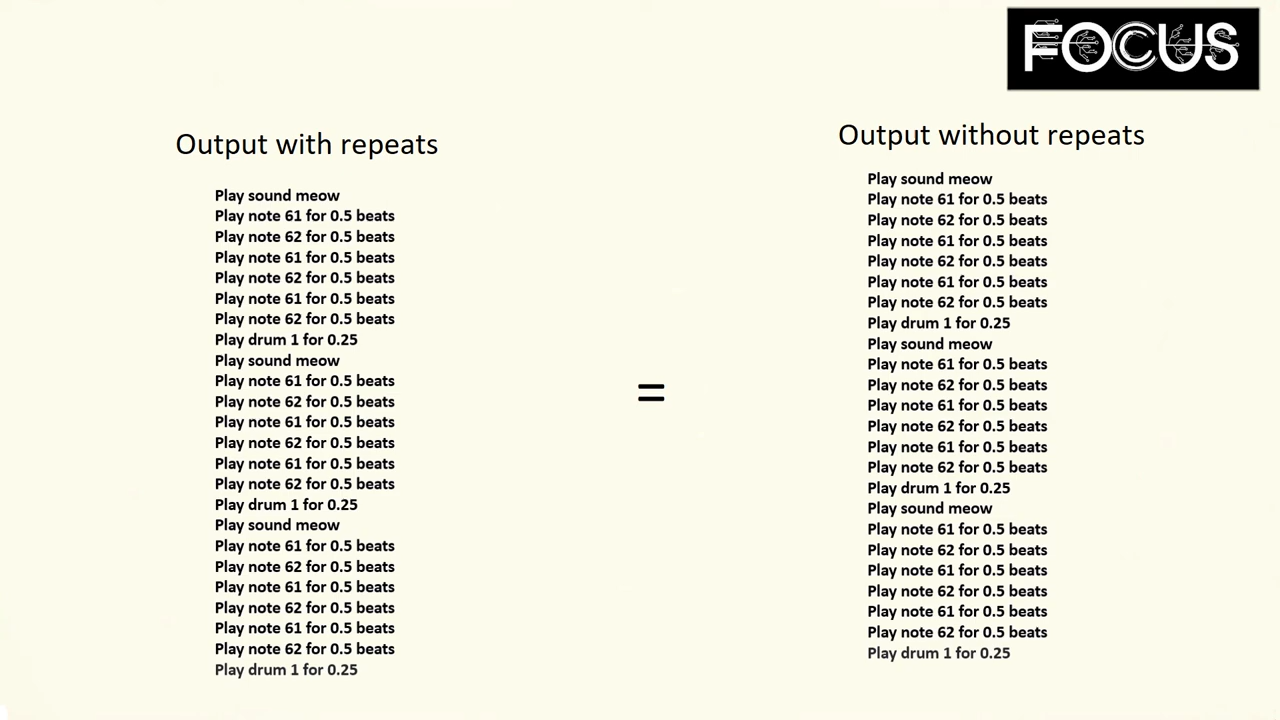 FOCUS
Output with repeats
Play sound meow
Play note 61 for 0.5 beats
Play note 62 for 0.5 beats
Play note 61 for 0.5 beats
Play note 62 for 0.5 beats
Play note 61 for 0.5 beats
Play note 62 for 0.5 beats
Play drum 1 for 0.25
Play sound meow
Play note 61 for 0.5 beats
Play note 62 for 0.5 beats
Play note 61 for 0.5 beats
Play note 62 for 0.5 beats
Play note 61 for 0.5 beats
Play note 62 for 0.5 beats
Play drum 1 for 0.25
Play sound meow
Play note 61 for 0.5 beats
Play note 62 for 0.5 beats
Play note 61 for 0.5 beats
Play note 62 for 0.5 beats
Play note 61 for 0.5 beats
Play note 62 for 0.5 beats
Play drum 1 for 0.25
=
Output without repeats
Play sound meow
Play note 61 for 0.5 beats
Play note 62 for 0.5 beats
Play note 61 for 0.5 beats
Play note 62 for 0.5 beats
Play note 61 for 0.5 beats
Play note 62 for 0.5 beats
Play drum 1 for 0.25
Play sound meow
Play note 61 for 0.5 beats
Play note 62 for 0.5 beats
Play note 61 for 0.5 beats
Play note 62 for 0.5 beats
Play note 61 for 0.5 beats
Play note 62 for 0.5 beats
Play drum 1 for 0.25
Play sound meow
Play note 61 for 0.5 beats
Play note 62 for 0.5 beats
Play note 61 for 0.5 beats
Play note 62 for 0.5 beats
Play note 61 for 0.5 beats
Play note 62 for 0.5 beats
Play drum 1 for 0.25